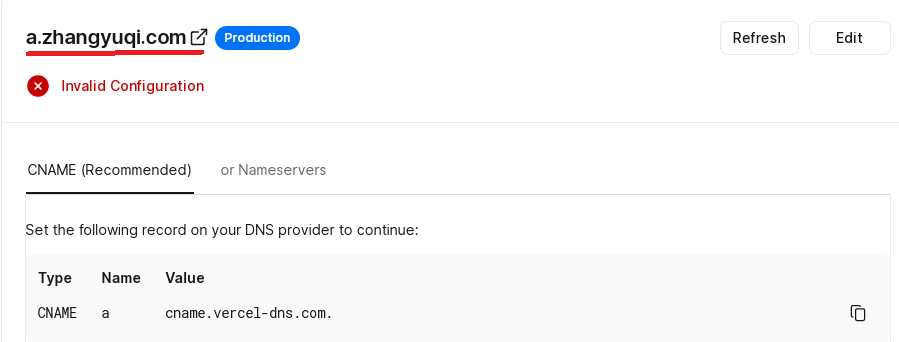 a.zhangyuqi.com Production Refresh Edit
Invalid Configuration
CNAME (Recommended) or Nameservers
Set the following record on your DNS provider to continue:
Type Name Value
CNAME a cname.vercel-dns.com.